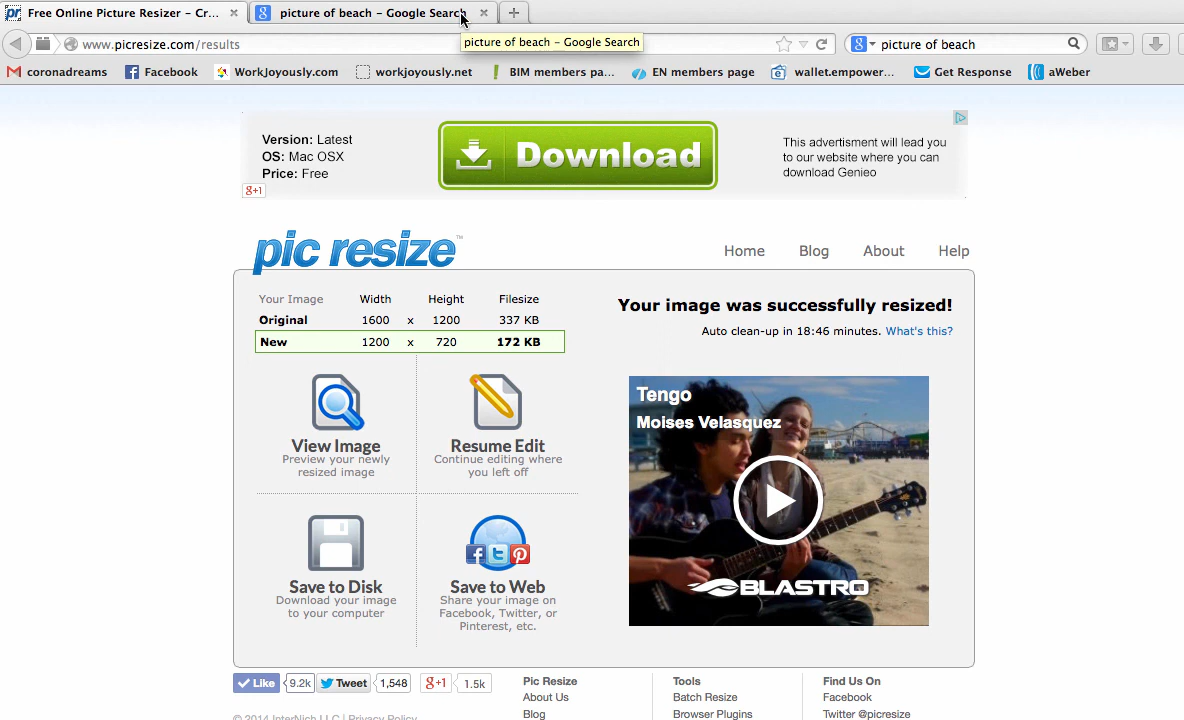 Free Online Picture Resizer – Cr...
picture of beach – Google Search
www.picresize.com/results
picture of beach
picture of beach – Google Search
coronadreams
Facebook
WorkJoyously.com
workjoyously.net
BIM members pa...
EN members page
wallet.empower...
Get Response
aWeber
Version: Latest
OS: Mac OSX
Price: Free
g+1
Download
This advertisment will lead you
to our website where you can
download Genieo
pic resize™
Home Blog About Help
Your Image Width Height Filesize
Original 1600 x 1200 337 KB
New 1200 x 720 172 KB
Your image was successfully resized!
Auto clean-up in 18:46 minutes. What's this?
View Image
Preview your newly
resized image
Resume Edit
Continue editing where
you left off
Save to Disk
Download your image
to your computer
Save to Web
Share your image on
Facebook, Twitter, or
Pinterest, etc.
Tengo
Moises Velasquez
BLASTRO
Like 9.2k Tweet 1,548 g+1 1.5k
Pic Resize
About Us
Blog
Tools
Batch Resize
Browser Plugins
Find Us On
Facebook
Twitter @picresize
© 2014 InterNich LLC | Privacy Policy